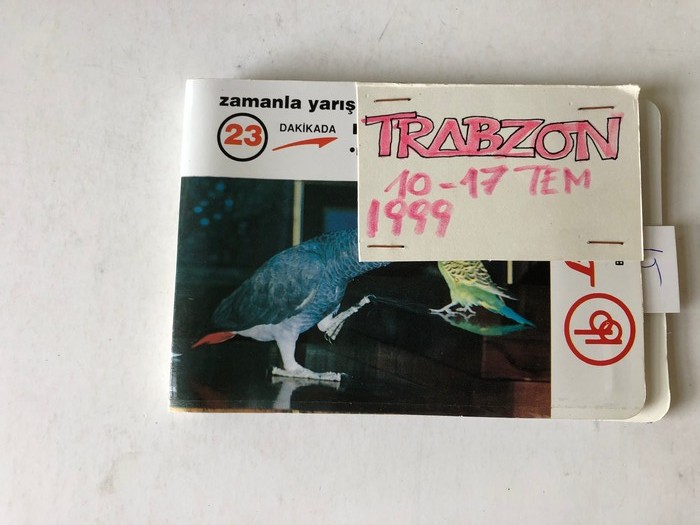 zamanla yarış
23
DAKİKADA
TRABZON
10-17 TEM
1999